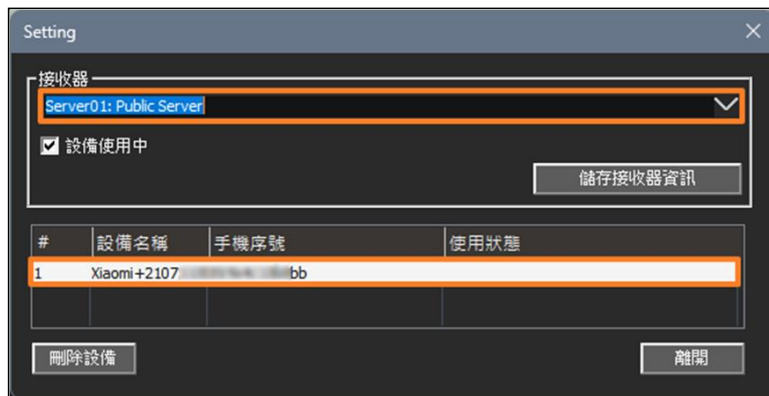 Setting
接收器
Server01: Public Server
設備使用中
儲存接收器資訊
# 設備名稱 手機序號 使用狀態
1 Xiaomi+2107 bb
刪除設備 離開